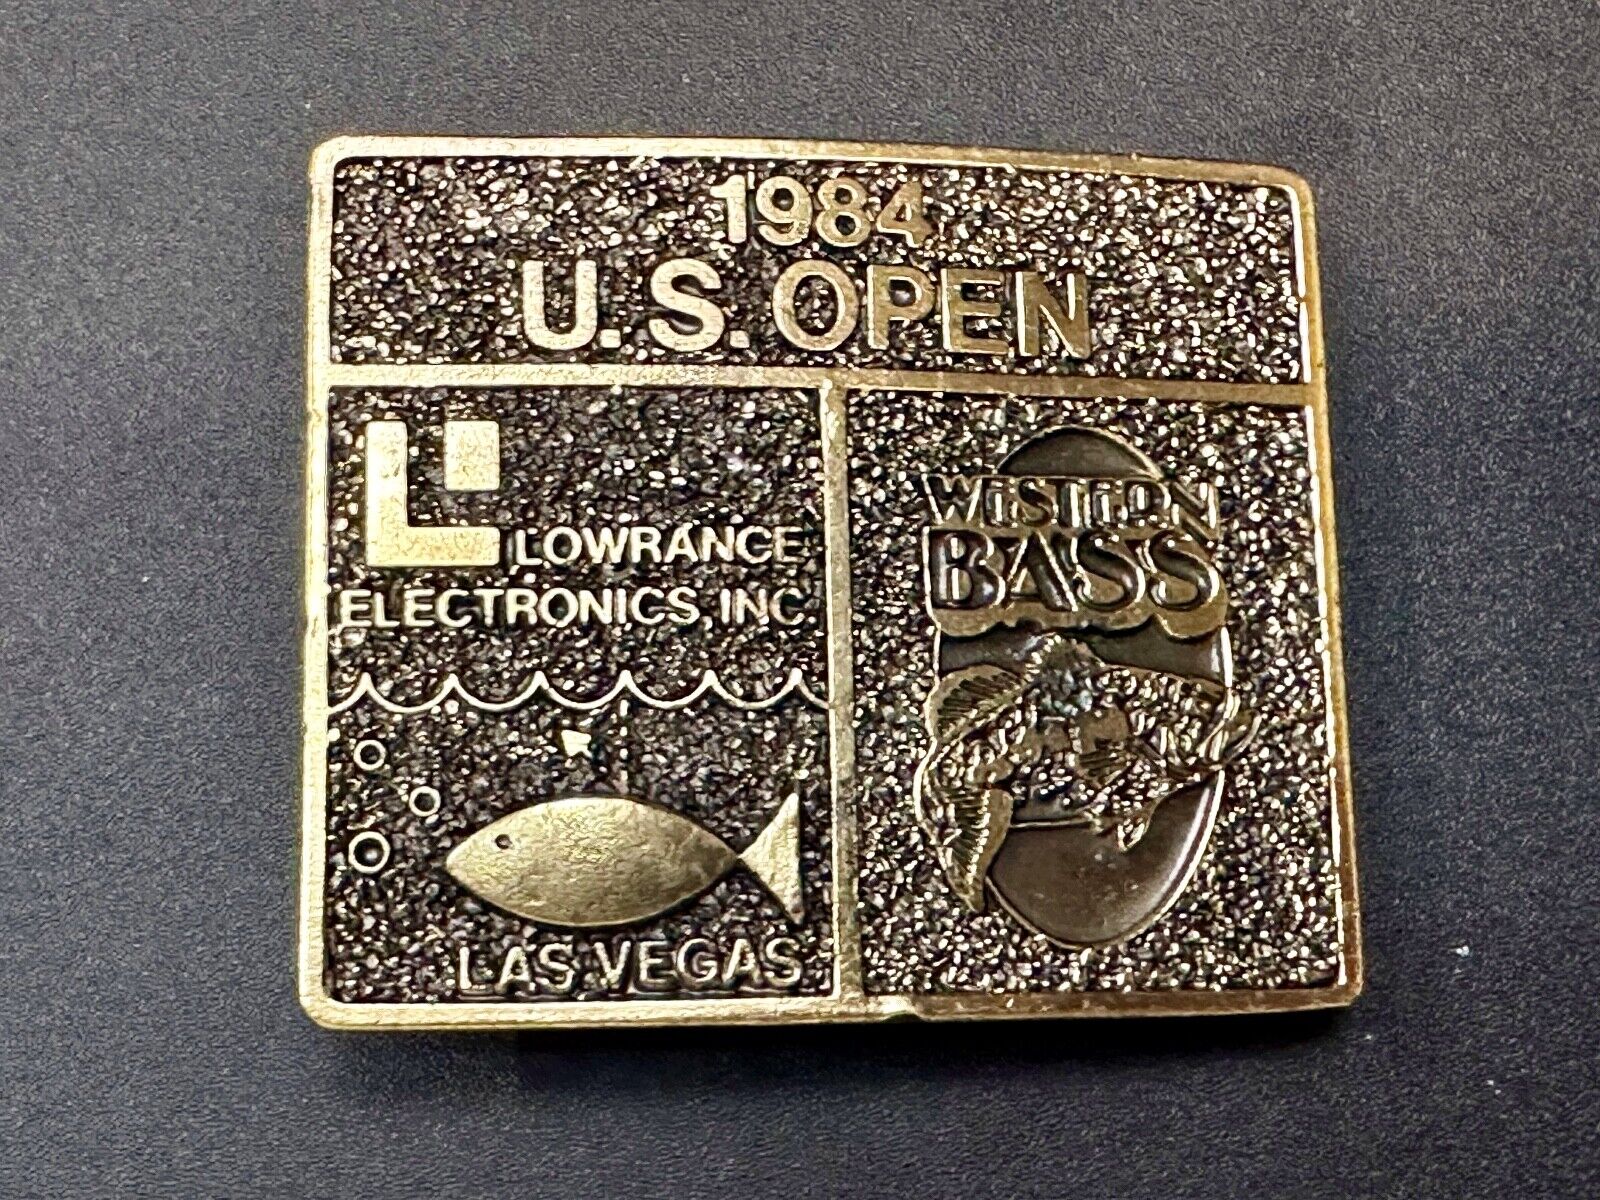 1984
U.S. OPEN
LOWRANCE
ELECTRONICS, INC.
LAS VEGAS
WESTERN
BASS